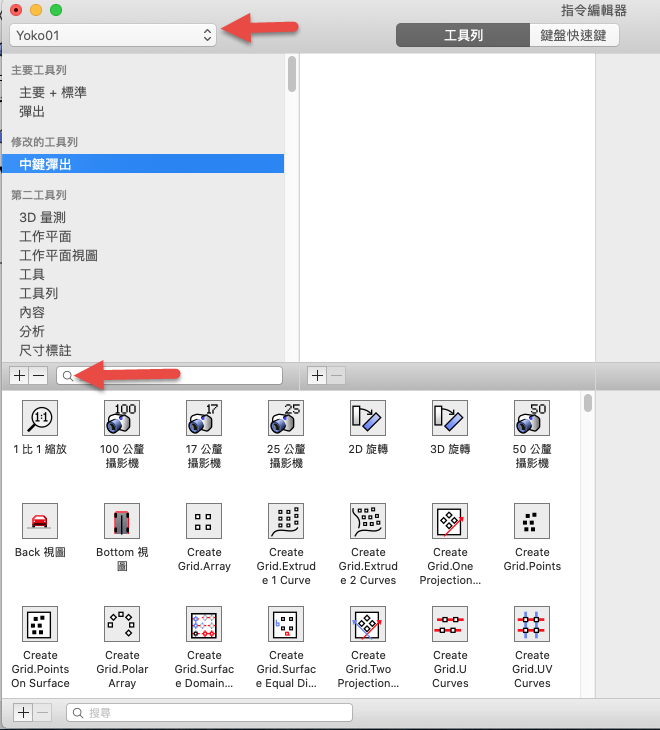 指令編輯器
Yoko01
工具列
鍵盤快速鍵
主要工具列
主要 + 標準
彈出
修改的工具列
中鍵彈出
第二工具列
3D 量測
工作平面
工作平面視圖
工具
工具列
內容
分析
尺寸標註
1:1
100
17
25
50
1 比 1 縮放
100 公釐
攝影機
17 公釐
攝影機
25 公釐
攝影機
2D 旋轉
3D 旋轉
50 公釐
攝影機
Back 視圖
Bottom 視
圖
Create
Grid.Array
Create
Grid.Extrud
e 1 Curve
Create
Grid.Extrud
e 2 Curves
Create
Grid.One
Projection...
Create
Grid.Points
Create
Grid.Points
On Surface
Create
Grid.Polar
Array
Create
Grid.Surfac
e Domain...
Create
Grid.Surfac
e Equal Di...
Create
Grid.Two
Projection...
Create
Grid.U
Curves
Create
Grid.UV
Curves
搜尋